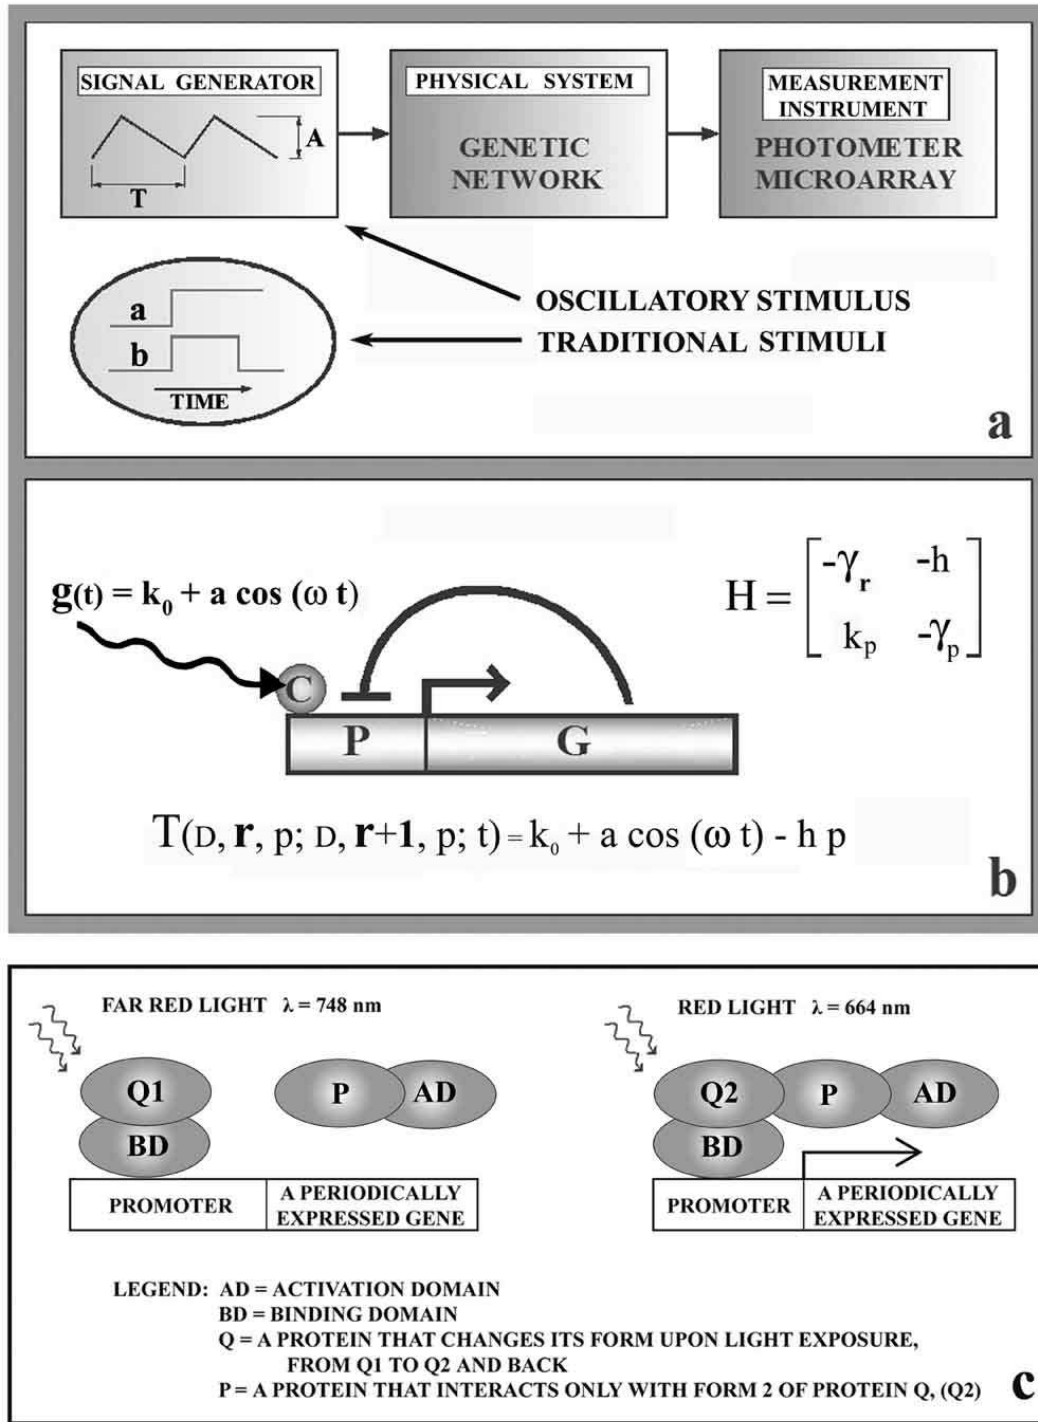 SIGNAL GENERATOR
A
T
PHYSICAL SYSTEM
GENETIC
NETWORK
MEASUREMENT
INSTRUMENT
PHOTOMETER
MICROARRAY
a
b
TIME
OSCILLATORY STIMULUS
TRADITIONAL STIMULI
a
g(t) = k₀ + a cos (ω t)
H = [ -γᵣ -h
kₚ -γₚ ]
C
P G
T(D, r, p; D, r+1, p; t) = k₀ + a cos (ω t) - h p
b
FAR RED LIGHT λ = 748 nm
Q1
BD
P AD
PROMOTER
A PERIODICALLY
EXPRESSED GENE
RED LIGHT λ = 664 nm
Q2 P AD
BD
PROMOTER
A PERIODICALLY
EXPRESSED GENE
LEGEND: AD = ACTIVATION DOMAIN
BD = BINDING DOMAIN
Q = A PROTEIN THAT CHANGES ITS FORM UPON LIGHT EXPOSURE,
FROM Q1 TO Q2 AND BACK
P = A PROTEIN THAT INTERACTS ONLY WITH FORM 2 OF PROTEIN Q, (Q2)
c